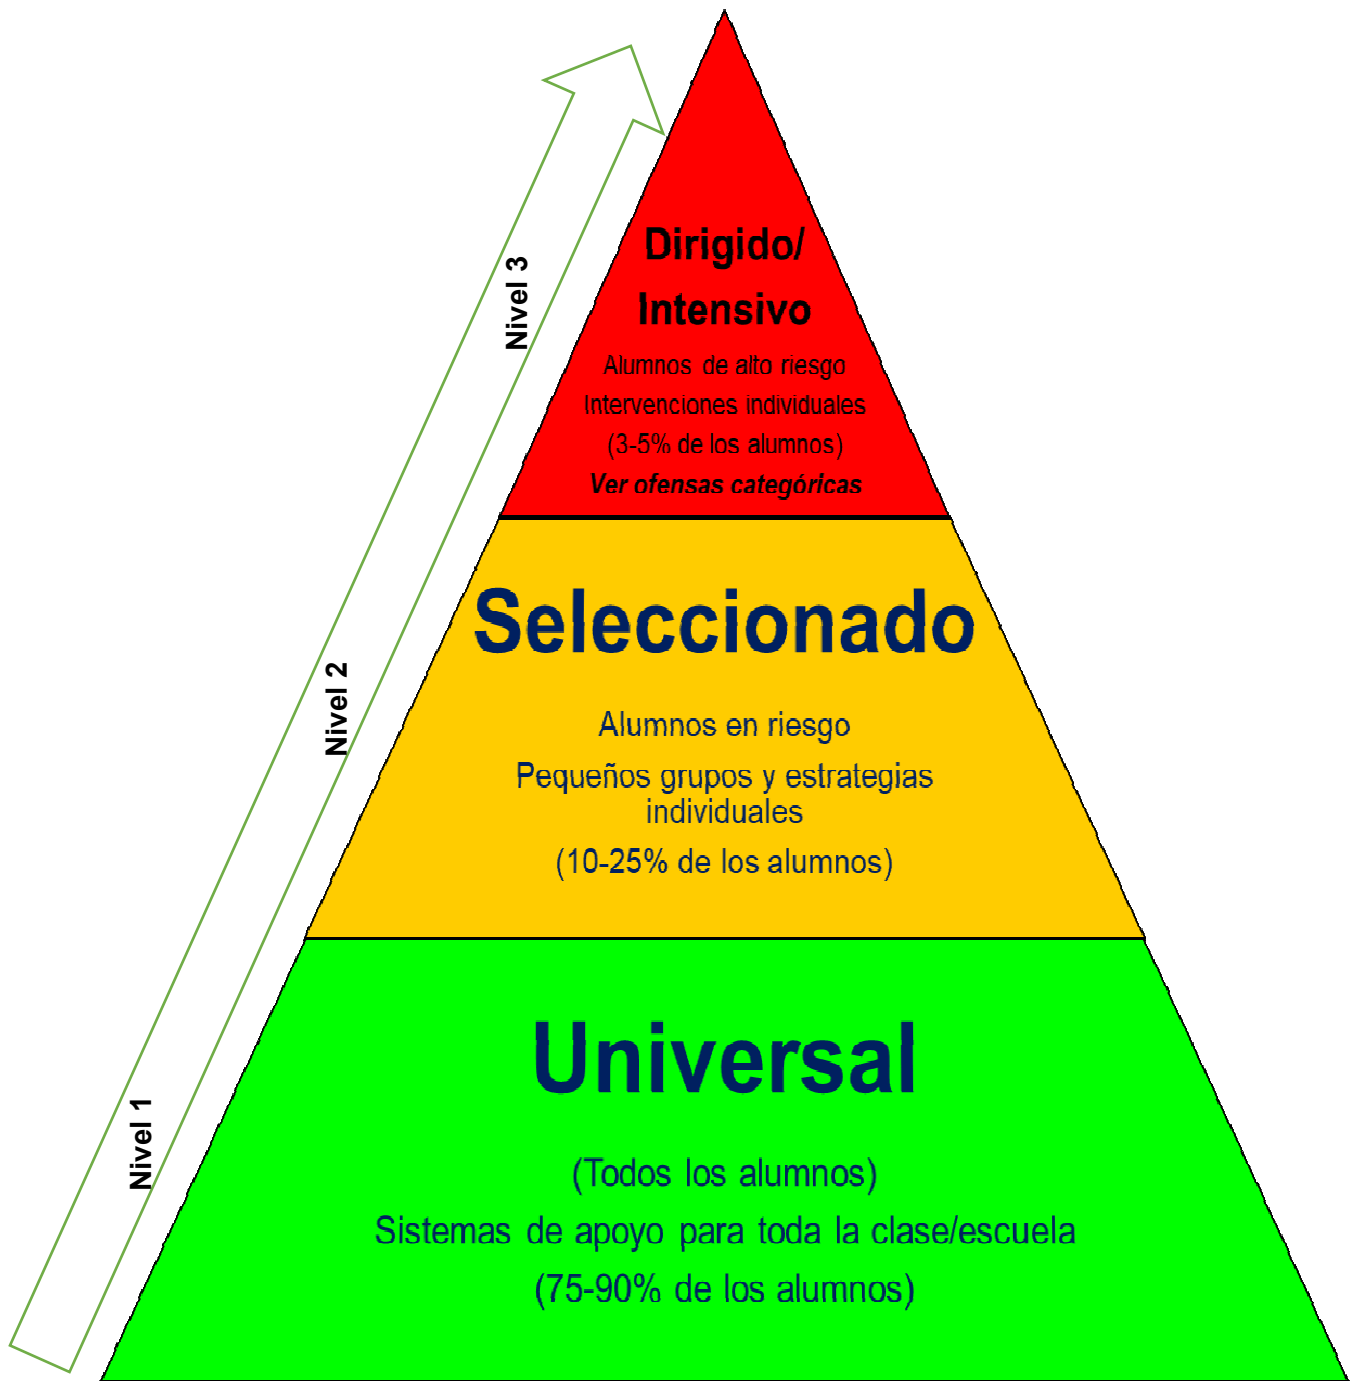 Dirigido/
Intensivo
Alumnos de alto riesgo
Intervenciones individuales
(3-5% de los alumnos)
Ver ofensas categóricas
Nivel 3
Seleccionado
Alumnos en riesgo
Pequeños grupos y estrategias
individuales
(10-25% de los alumnos)
Nivel 2
Universal
(Todos los alumnos)
Sistemas de apoyo para toda la clase/escuela
(75-90% de los alumnos)
Nivel 1